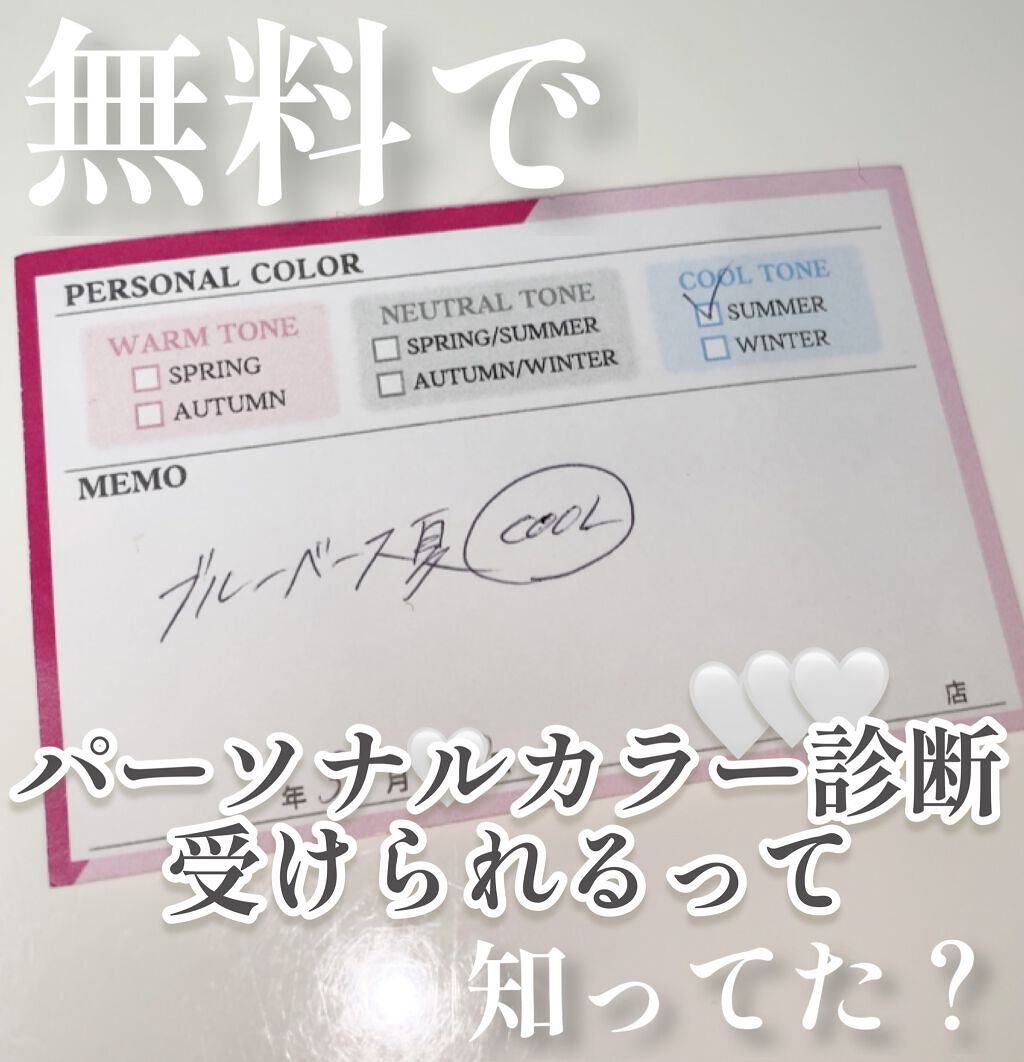 無料で
PERSONAL COLOR
WARM TONE
SPRING
AUTUMN
NEUTRAL TONE
SPRING/SUMMER
AUTUMN/WINTER
COOL TONE
SUMMER
WINTER
MEMO
ブルーベース夏 COOL
店
年 月
パーソナルカラー診断
受けられるって
知ってた？